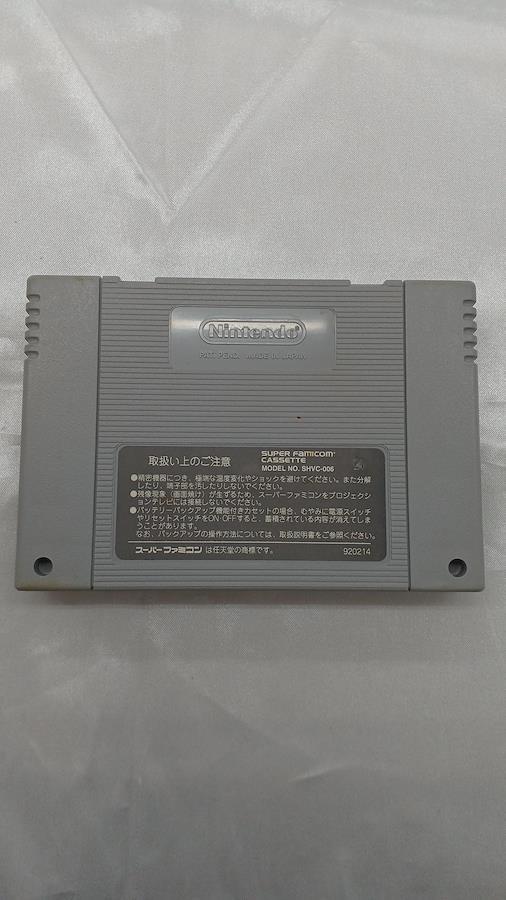 Nintendo®
PAT. PEND. MADE IN JAPAN
取扱い上のご注意
SUPER FAMICOM™
CASSETTE
MODEL NO. SHVC-006
●精密機器につき、極端な温度変化やショックを避けてください。また分解
したり、端子部を汚したりしないでください。
●残像現象(画面焼け)が生ずるため、スーパーファミコンをプロジェクシ
ョンテレビには接続しないでください。
●バッテリーバックアップ機能付きカセットの場合、むやみに電源スイッチ
やリセットスイッチをON・OFFすると、蓄積されている内容が消えてしま
うことがあります。
なお、バックアップの操作方法については、取扱説明書をご参照ください。
スーパーファミコン は任天堂の商標です。
920214